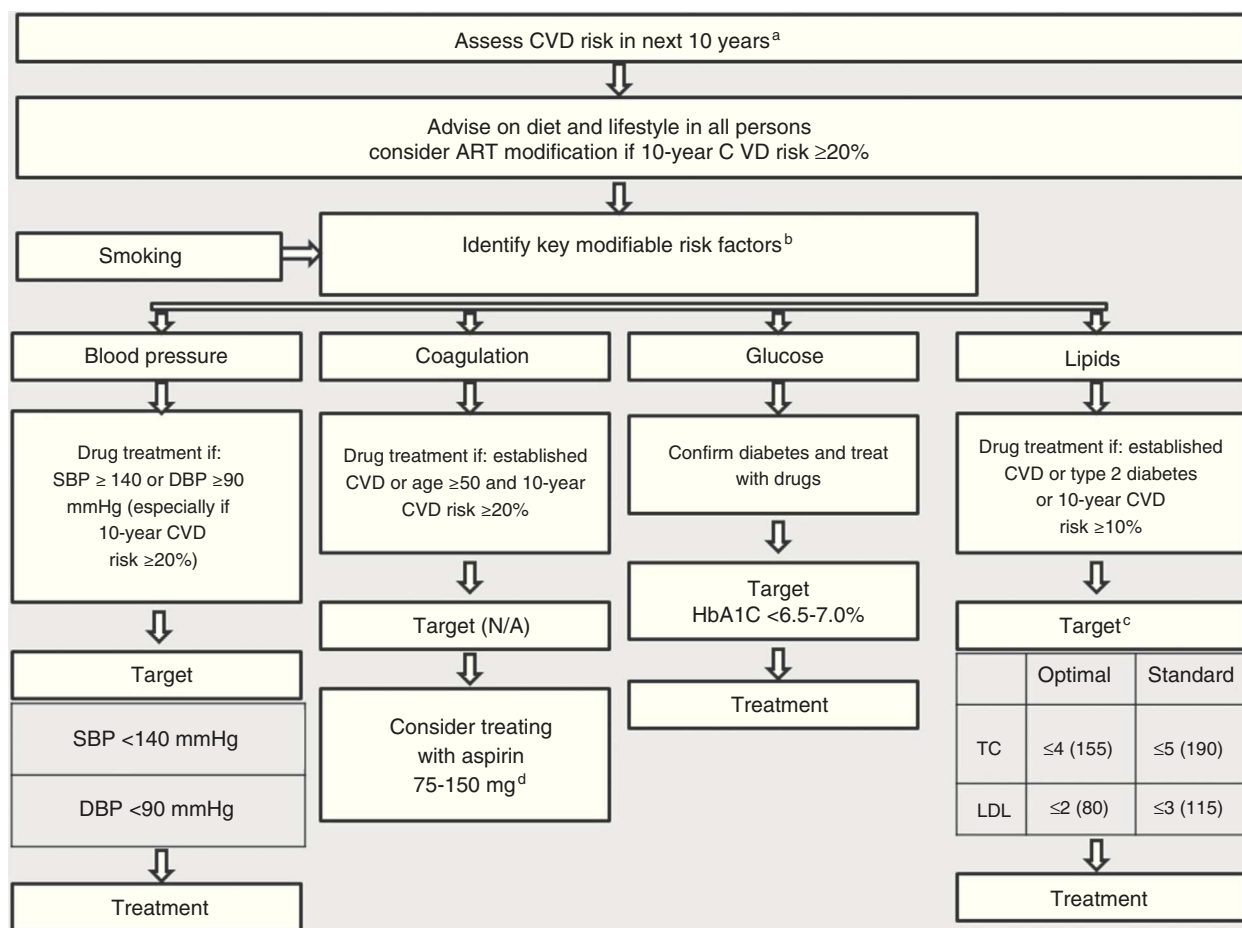 Assess CVD risk in next 10 yearsᵃ
Advise on diet and lifestyle in all persons
consider ART modification if 10-year C VD risk ≥20%
Smoking
Identify key modifiable risk factorsᵇ
Blood pressure
Coagulation
Glucose
Lipids
Drug treatment if:
SBP ≥ 140 or DBP ≥90
mmHg (especially if
10-year CVD
risk ≥20%)
Drug treatment if: established
CVD or age ≥50 and 10-year
CVD risk ≥20%
Confirm diabetes and treat
with drugs
Drug treatment if: established
CVD or type 2 diabetes
or 10-year CVD
risk ≥10%
Target
SBP <140 mmHg
DBP <90 mmHg
Treatment
Target (N/A)
Consider treating
with aspirin
75-150 mgᵈ
Target
HbA1C <6.5-7.0%
Treatment
Targetᶜ
Optimal Standard
TC ≤4 (155) ≤5 (190)
LDL ≤2 (80) ≤3 (115)
Treatment